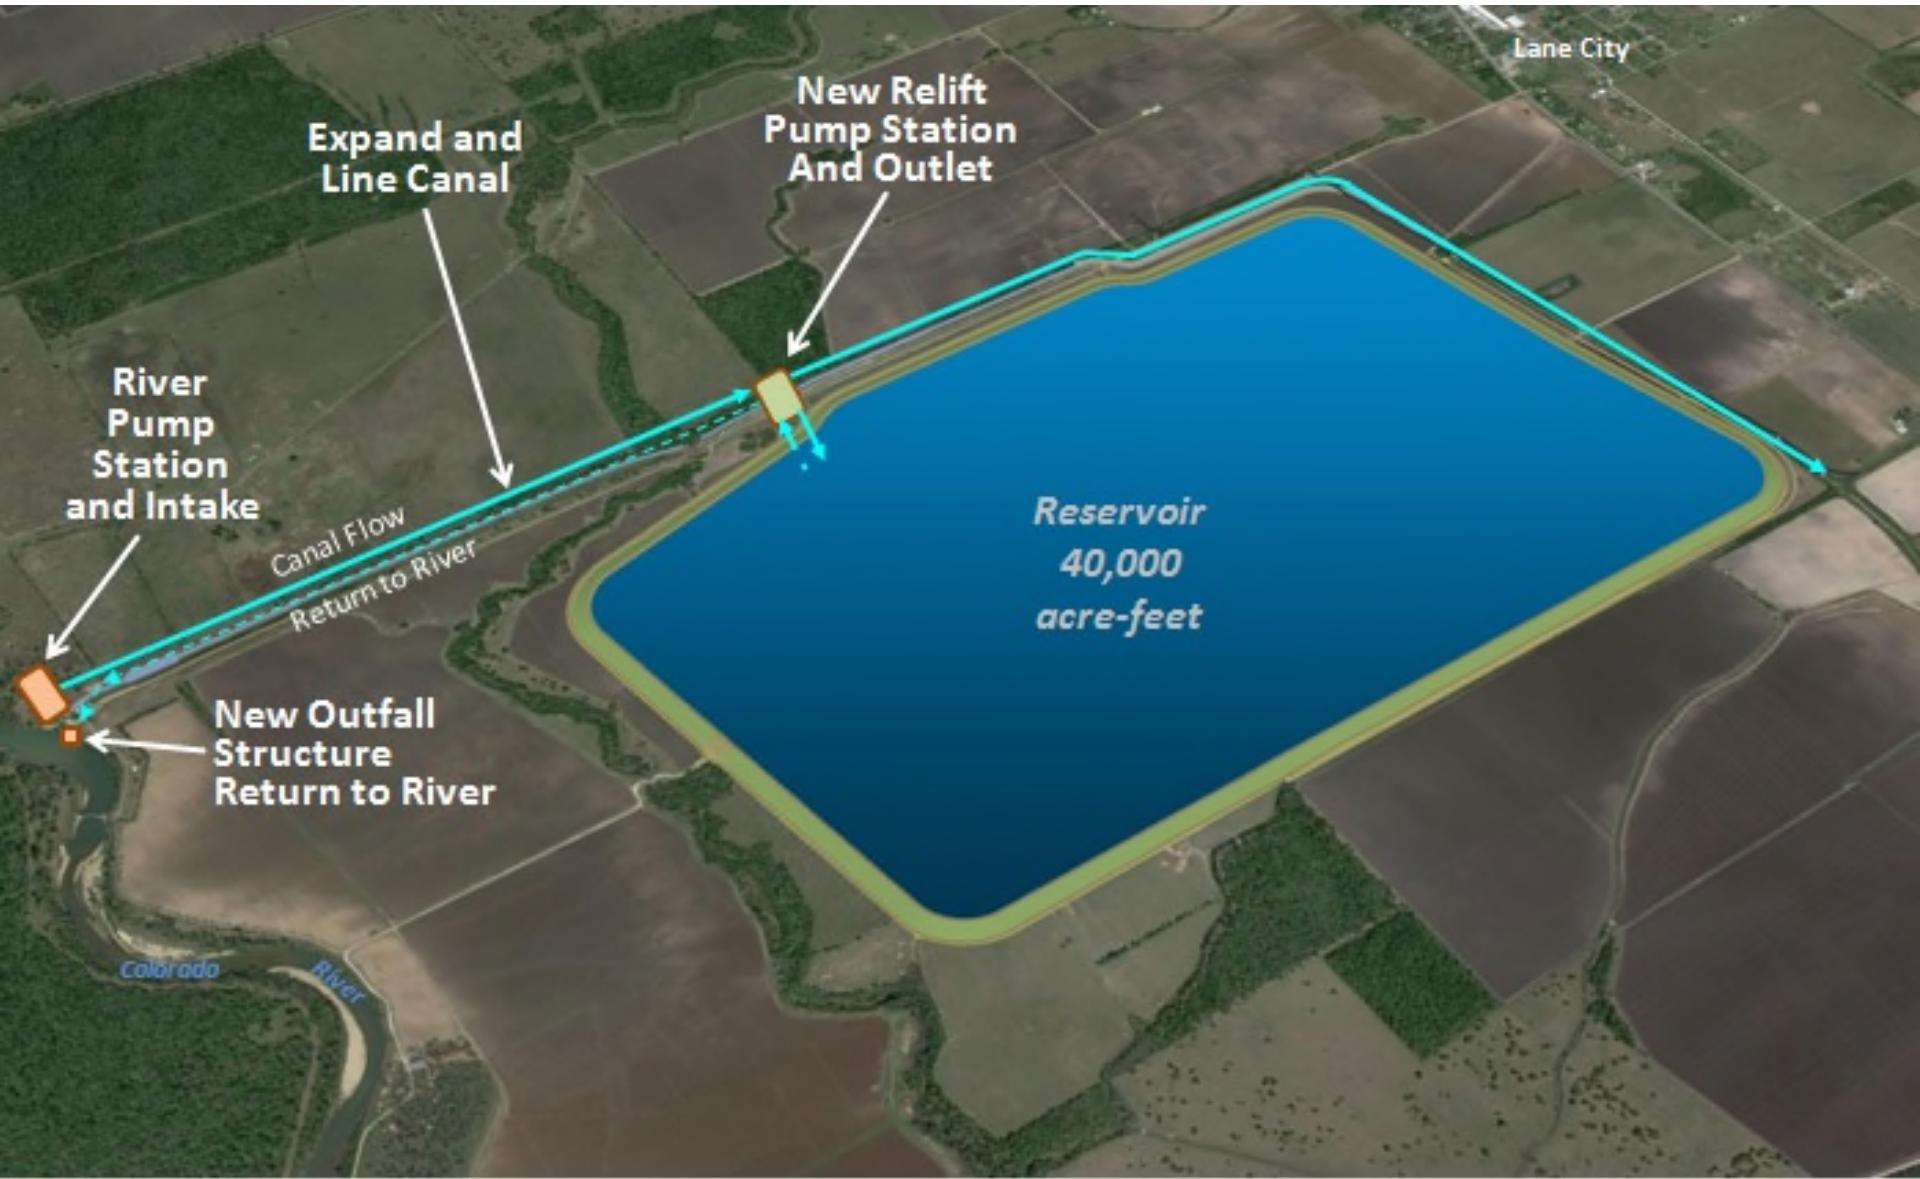 Lane City
New Relift
Pump Station
And Outlet
Expand and
Line Canal
River
Pump
Station
and Intake
Canal Flow
Return to River
Reservoir
40,000
acre-feet
New Outfall
Structure
Return to River
Colorado River